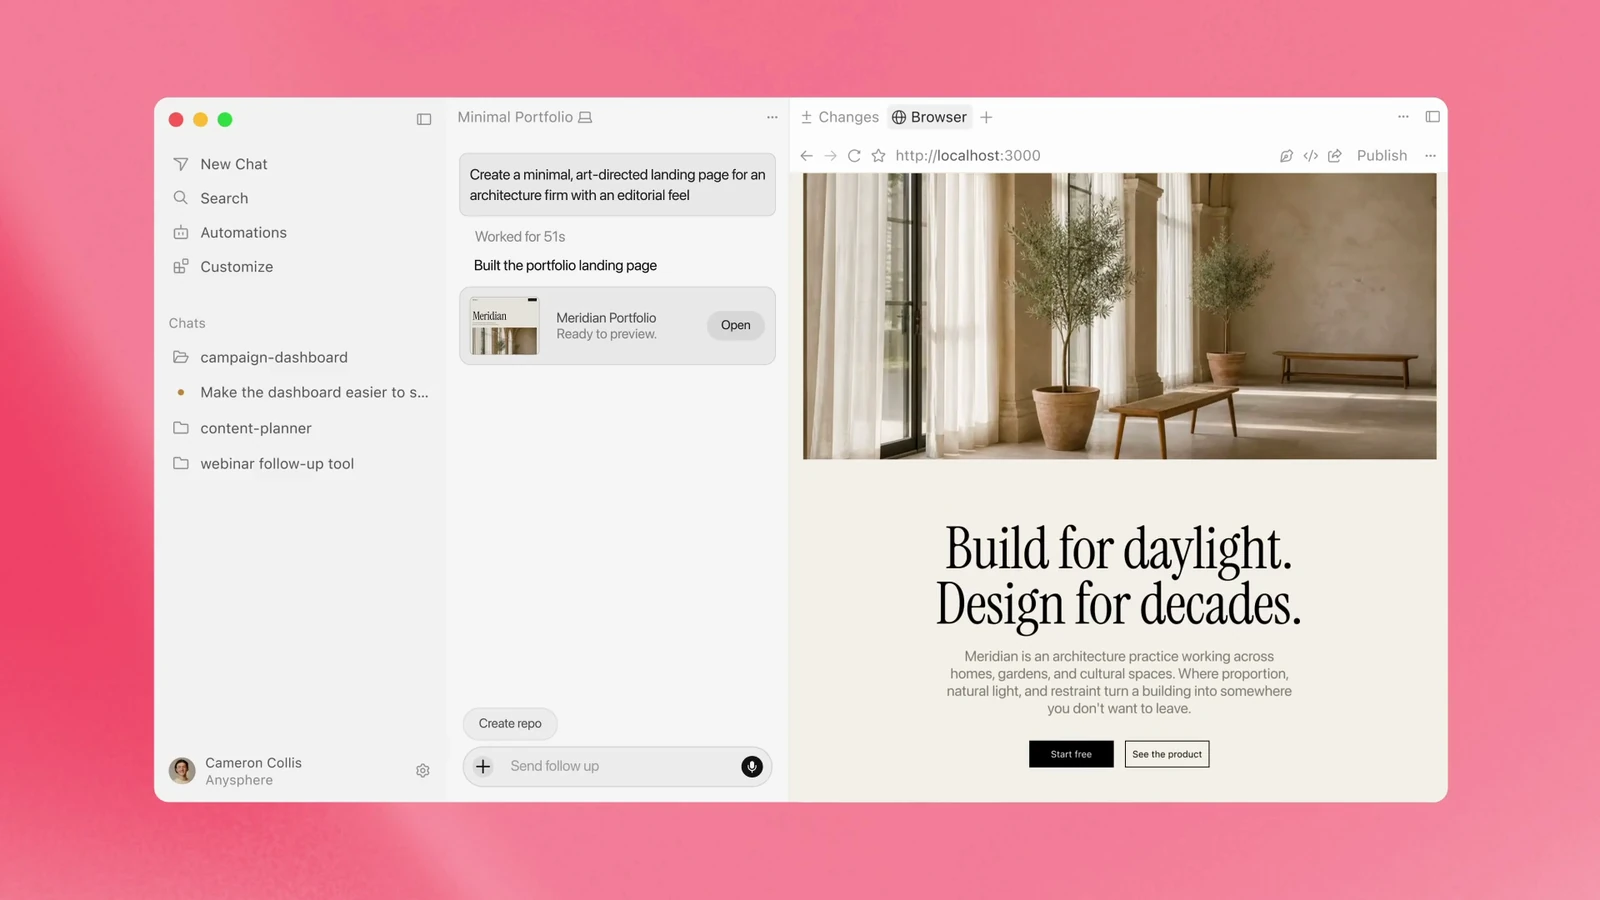 New Chat
Search
Automations
Customize
Chats
campaign-dashboard
Make the dashboard easier to s...
content-planner
webinar follow-up tool
Cameron Collis
Anysphere
Minimal Portfolio
Create a minimal, art-directed landing page for an
architecture firm with an editorial feel
Worked for 51s
Built the portfolio landing page
Meridian
Meridian Portfolio
Ready to preview.
Open
Create repo
Send follow up
Changes
Browser
http://localhost:3000
Publish
Build for daylight.
Design for decades.
Meridian is an architecture practice working across
homes, gardens, and cultural spaces. Where proportion,
natural light, and restraint turn a building into somewhere
you don't want to leave.
Start free
See the product